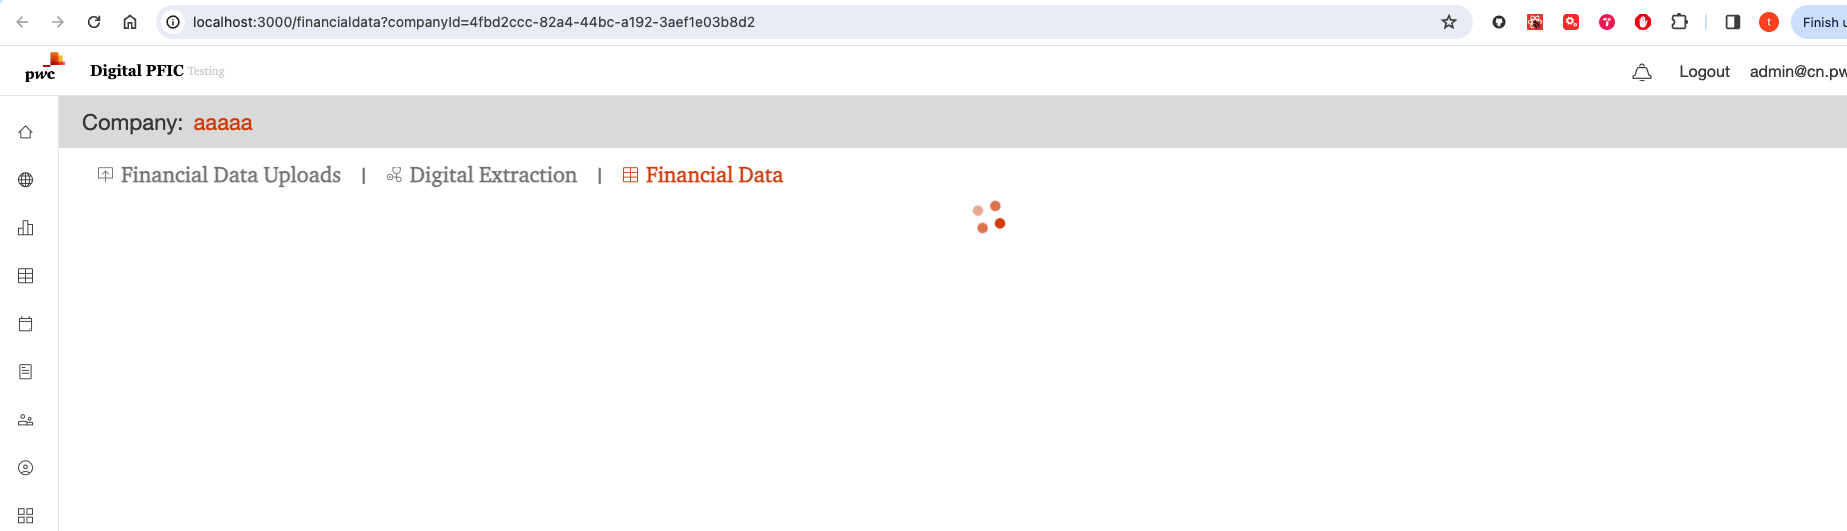 localhost:3000/financialdata?companyId=4fbd2ccc-82a4-44bc-a192-3aef1e03b8d2
t
Finish u
pwc
Digital PFIC Testing
Logout
admin@cn.pw
Company: aaaaa
Financial Data Uploads | Digital Extraction | Financial Data